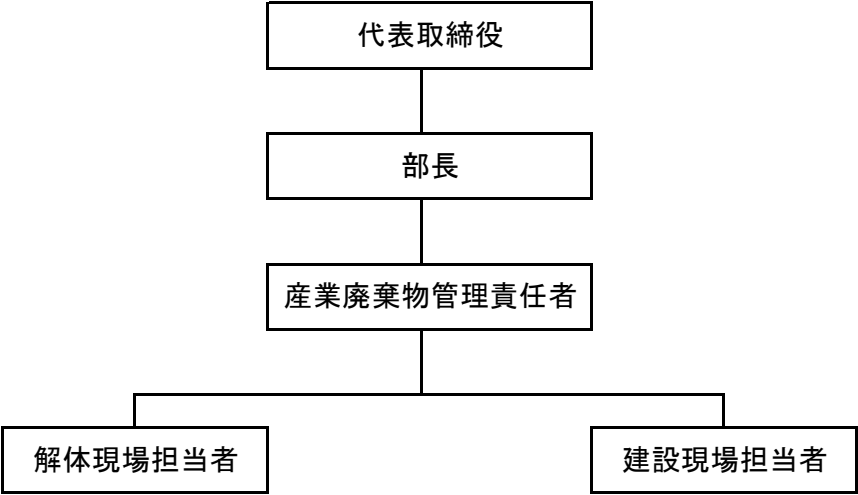 代表取締役
部長
産業廃棄物管理責任者
解体現場担当者
建設現場担当者